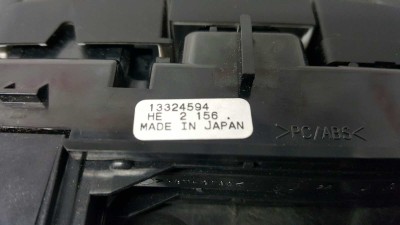 13324594
HE 2 156 .
MADE IN JAPAN
>PC/ABS<